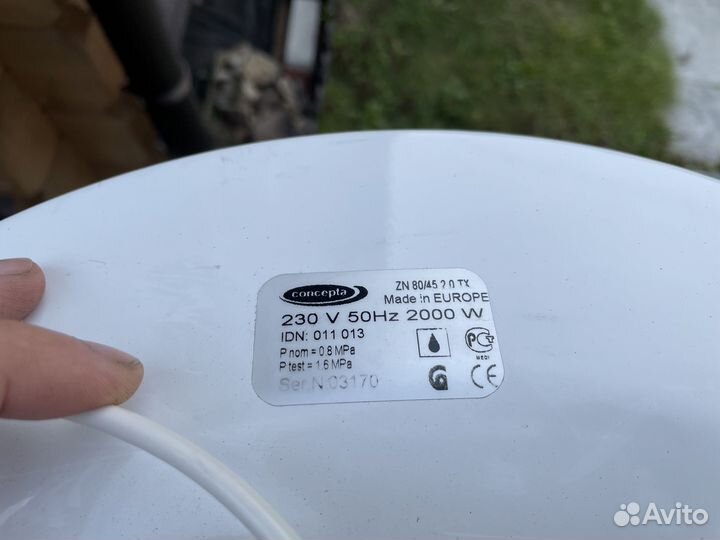 concepta
ZN 80/45 2.0 TX
Made in EUROPE
230 V 50Hz 2000 W
IDN: 011 013
P nom = 0.8 MPa
P test = 1.6 MPa
Ser.N:03170
PC
CE
Avito